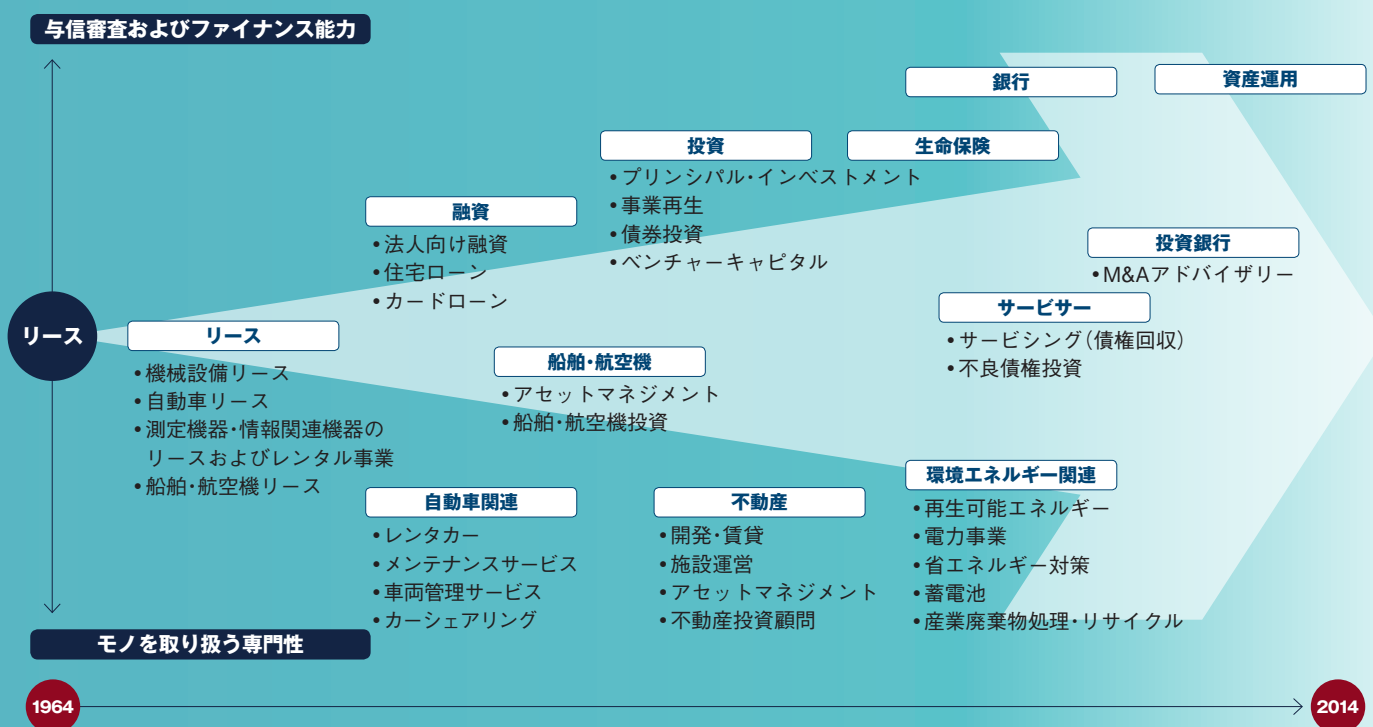 与信審査およびファイナンス能力
銀行
資産運用
投資
•プリンシパル・インベストメント
•事業再生
•債券投資
•ベンチャーキャピタル
生命保険
融資
•法人向け融資
•住宅ローン
•カードローン
投資銀行
•M&Aアドバイザリー
サービサー
•サービシング（債権回収）
•不良債権投資
リース
リース
•機械設備リース
•自動車リース
•測定機器・情報関連機器の
リースおよびレンタル事業
•船舶・航空機リース
船舶・航空機
•アセットマネジメント
•船舶・航空機投資
自動車関連
•レンタカー
•メンテナンスサービス
•車両管理サービス
•カーシェアリング
不動産
•開発・賃貸
•施設運営
•アセットマネジメント
•不動産投資顧問
環境エネルギー関連
•再生可能エネルギー
•電力事業
•省エネルギー対策
•蓄電池
•産業廃棄物処理・リサイクル
モノを取り扱う専門性
1964
2014